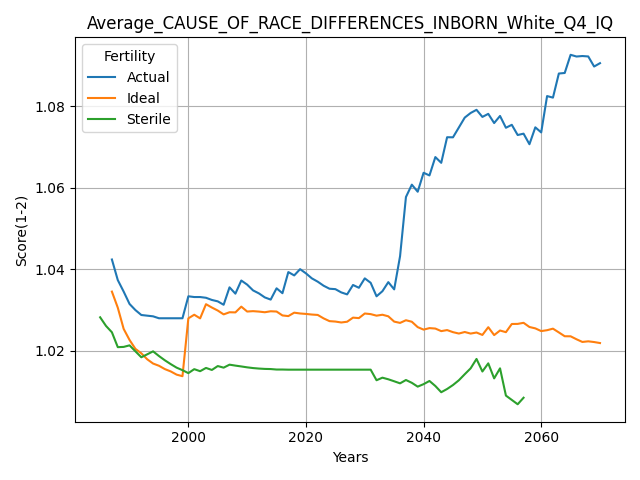 Average_CAUSE_OF_RACE_DIFFERENCES_INBORN_White_Q4_IQ
Fertility
Actual
Ideal
Sterile
Score(1-2)
1.08
1.06
1.04
1.02
2000
2020
2040
2060
Years